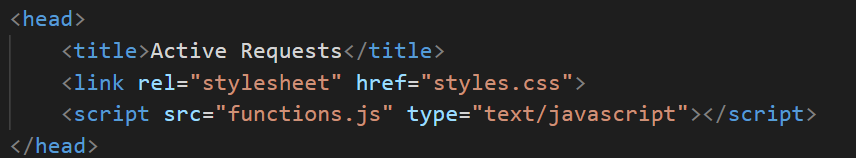 <head>
<title>Active Requests</title>
<link rel="stylesheet" href="styles.css">
<script src="functions.js" type="text/javascript"></script>
</head>